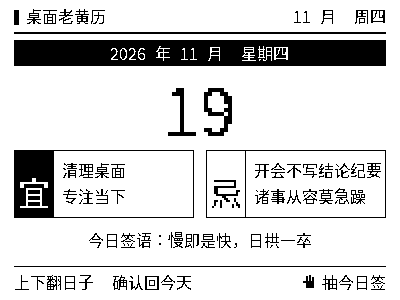 桌面老黄历 11 月 周四
2026 年 11 月 星期四
19
宜 清理桌面
专注当下
忌 开会不写结论纪要
诸事从容莫急躁
今日签语：慢即是快，日拱一卒
上下翻日子 确认回今天 抽今日签